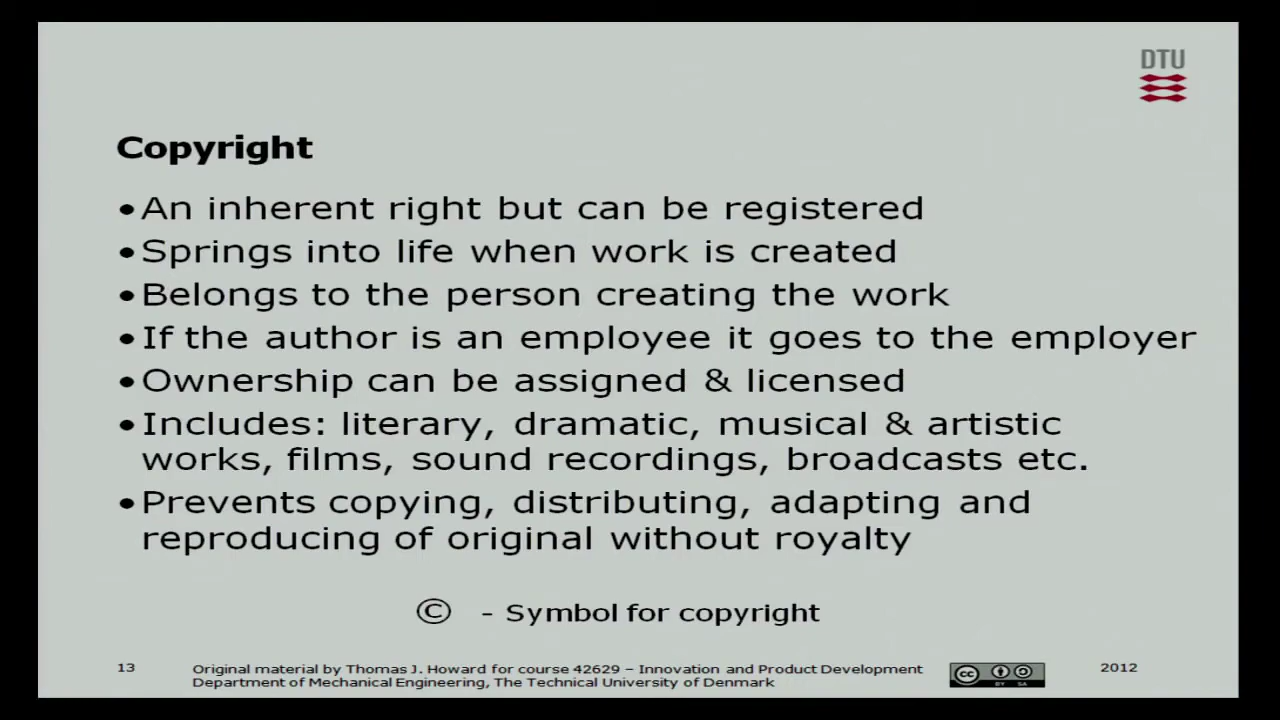 DTU
Copyright
•An inherent right but can be registered
•Springs into life when work is created
•Belongs to the person creating the work
•If the author is an employee it goes to the employer
•Ownership can be assigned & licensed
•Includes: literary, dramatic, musical & artistic
works, films, sound recordings, broadcasts etc.
•Prevents copying, distributing, adapting and
reproducing of original without royalty
© - Symbol for copyright
13
Original material by Thomas J. Howard for course 42629 – Innovation and Product Development
Department of Mechanical Engineering, The Technical University of Denmark
cc BY SA
2012